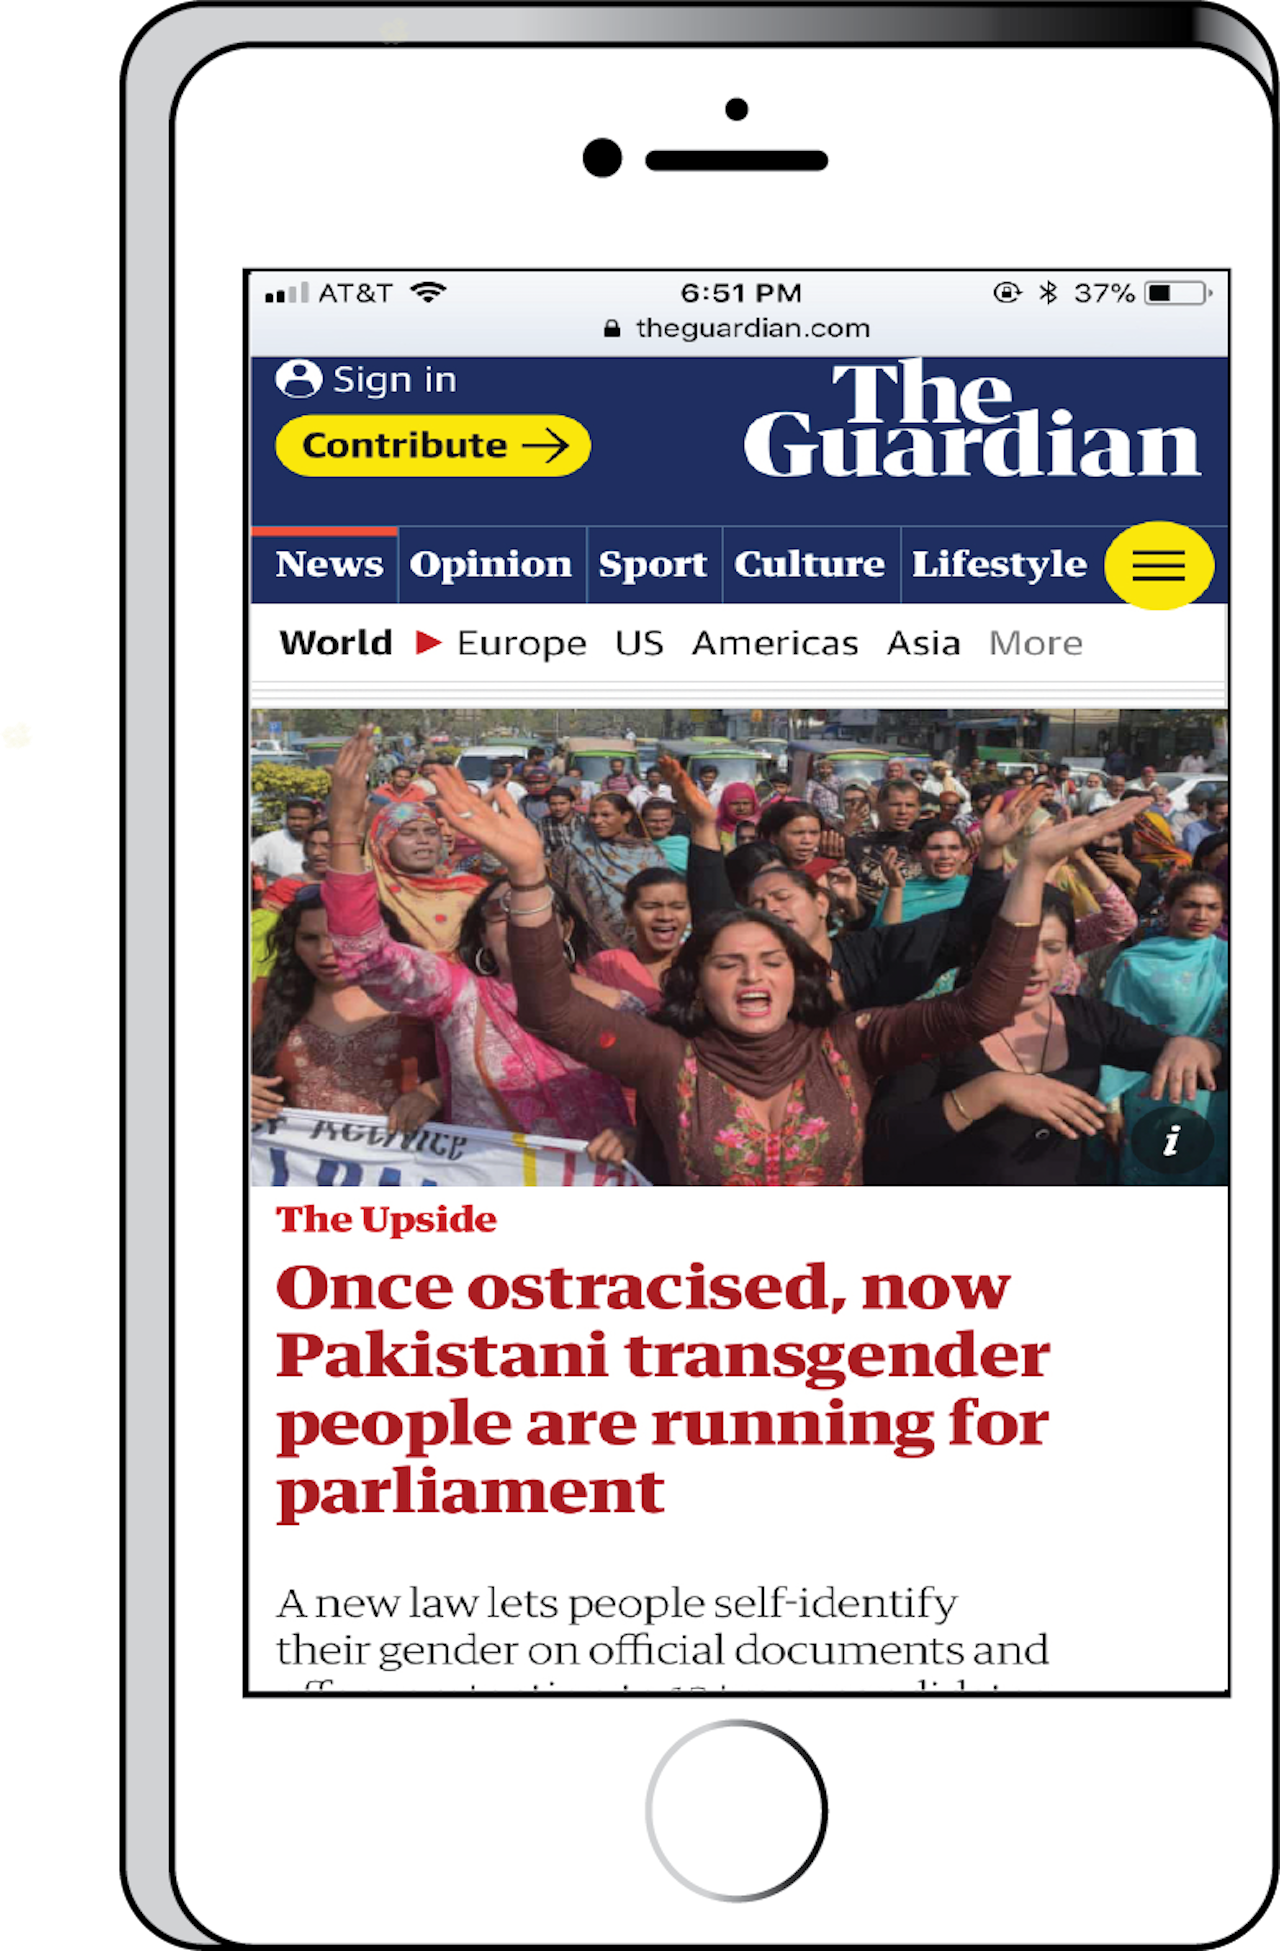 AT&T 6:51 PM 37%
theguardian.com
Sign in
The
Contribute
Guardian
News Opinion Sport Culture Lifestyle
World Europe US Americas Asia More
i
The Upside
Once ostracised, now
Pakistani transgender
people are running for
parliament
A new law lets people self-identify
their gender on official documents and